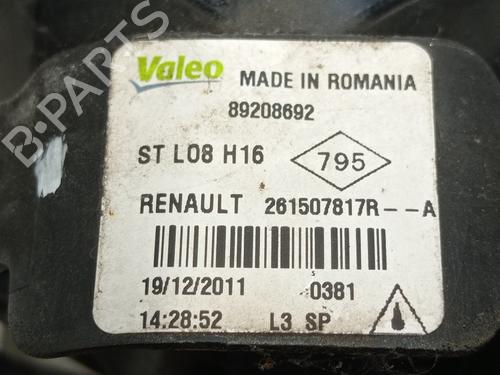 Valeo MADE IN ROMANIA
89208692
ST L08 H16 795
RENAULT 261507817R--A
19/12/2011 0381
14:28:52 L3 SP
B-PARTS